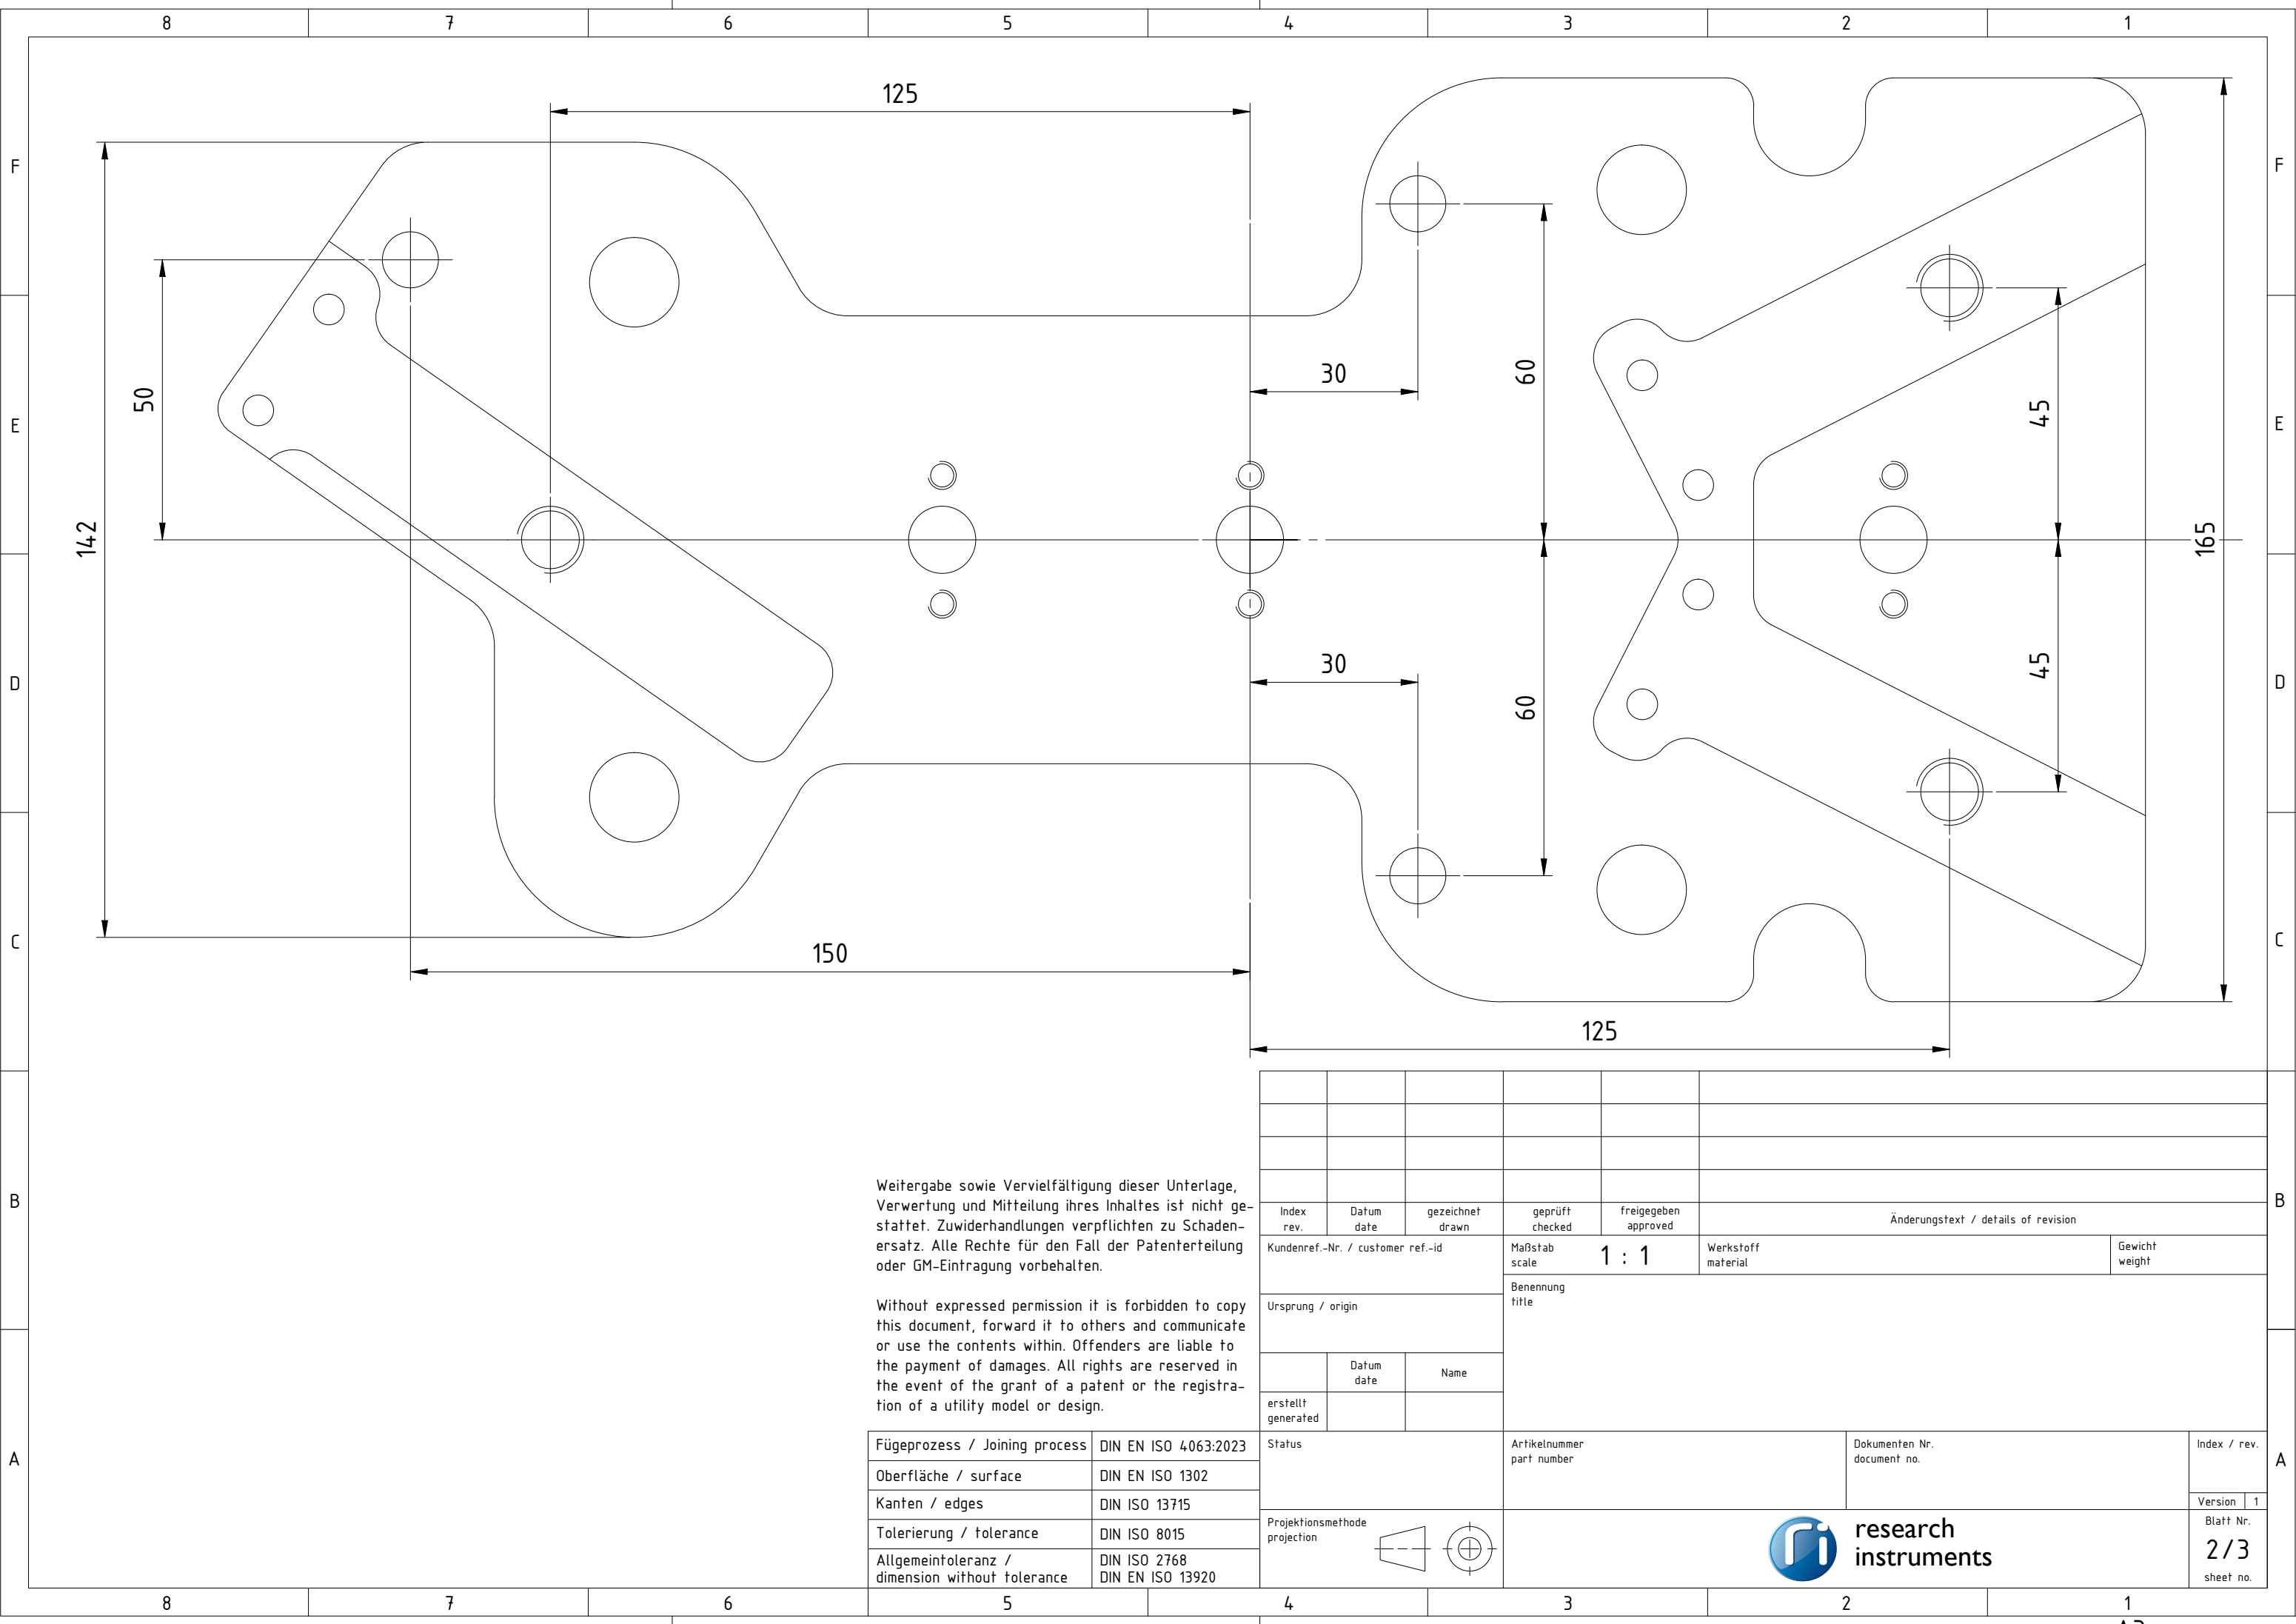 8 7 6 5 4 3 2 1
125
F F
142
50
E E
30
60
45
165
D D
30
60
45
C C
150
125
B B
Weitergabe sowie Vervielfältigung dieser Unterlage,
Verwertung und Mitteilung ihres Inhaltes ist nicht ge-
stattet. Zuwiderhandlungen verpflichten zu Schaden-
ersatz. Alle Rechte für den Fall der Patenterteilung
oder GM-Eintragung vorbehalten.
Without expressed permission it is forbidden to copy
this document, forward it to others and communicate
or use the contents within. Offenders are liable to
the payment of damages. All rights are reserved in
the event of the grant of a patent or the registra-
tion of a utility model or design.
A A
Fügeprozess / Joining process DIN EN ISO 4063:2023
Oberfläche / surface DIN EN ISO 1302
Kanten / edges DIN ISO 13715
Tolerierung / tolerance DIN ISO 8015
Allgemeintoleranz / DIN ISO 2768
dimension without tolerance DIN EN ISO 13920
Index Datum gezeichnet geprüft freigegeben Änderungstext / details of revision
rev. date drawn checked approved
Kundenref.-Nr. / customer ref.-id
Maßstab 1 : 1
scale
Werkstoff
material
Gewicht
weight
Ursprung / origin
Benennung
title
Datum Name
date
erstellt
generated
Status
Artikelnummer
part number
Dokumenten Nr.
document no.
Index / rev.
Version 1
Projektionsmethode
projection
ri
research
instruments
Blatt Nr.
2/3
sheet no.
8 7 6 5 4 3 2 1